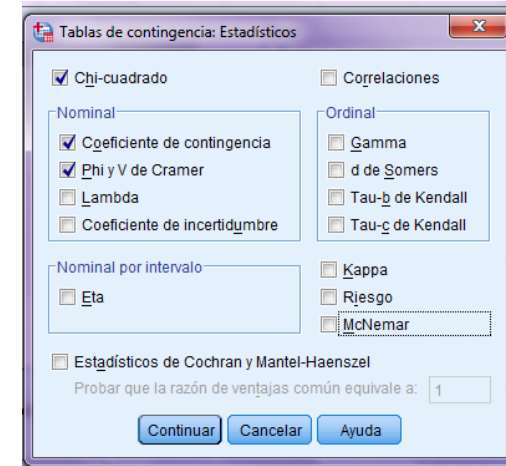 Tablas de contingencia: Estadísticos
Chi-cuadrado
Correlaciones
Nominal
Coeficiente de contingencia
Phi y V de Cramer
Lambda
Coeficiente de incertidumbre
Ordinal
Gamma
d de Somers
Tau-b de Kendall
Tau-c de Kendall
Nominal por intervalo
Eta
Kappa
Riesgo
McNemar
Estadísticos de Cochran y Mantel-Haenszel
Probar que la razón de ventajas común equivale a: 1
Continuar Cancelar Ayuda